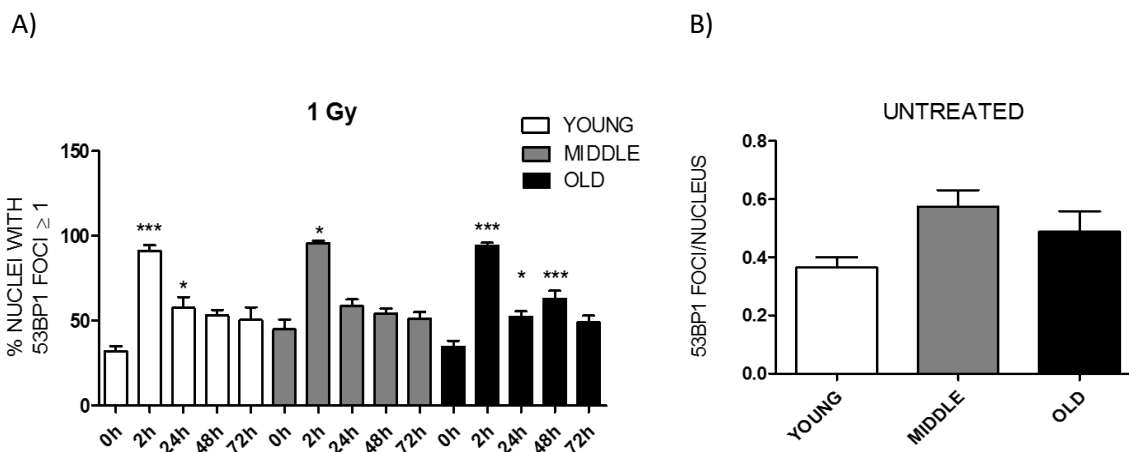 A)
B)
1 Gy
YOUNG
MIDDLE
OLD
% NUCLEI WITH
53BP1 FOCI ≥ 1
150
100
50
0
***
*
*
***
*
***
0h
2h
24h
48h
72h
0h
2h
24h
48h
72h
0h
2h
24h
48h
72h
UNTREATED
53BP1 FOCI/NUCLEUS
0.8
0.6
0.4
0.2
0.0
YOUNG
MIDDLE
OLD